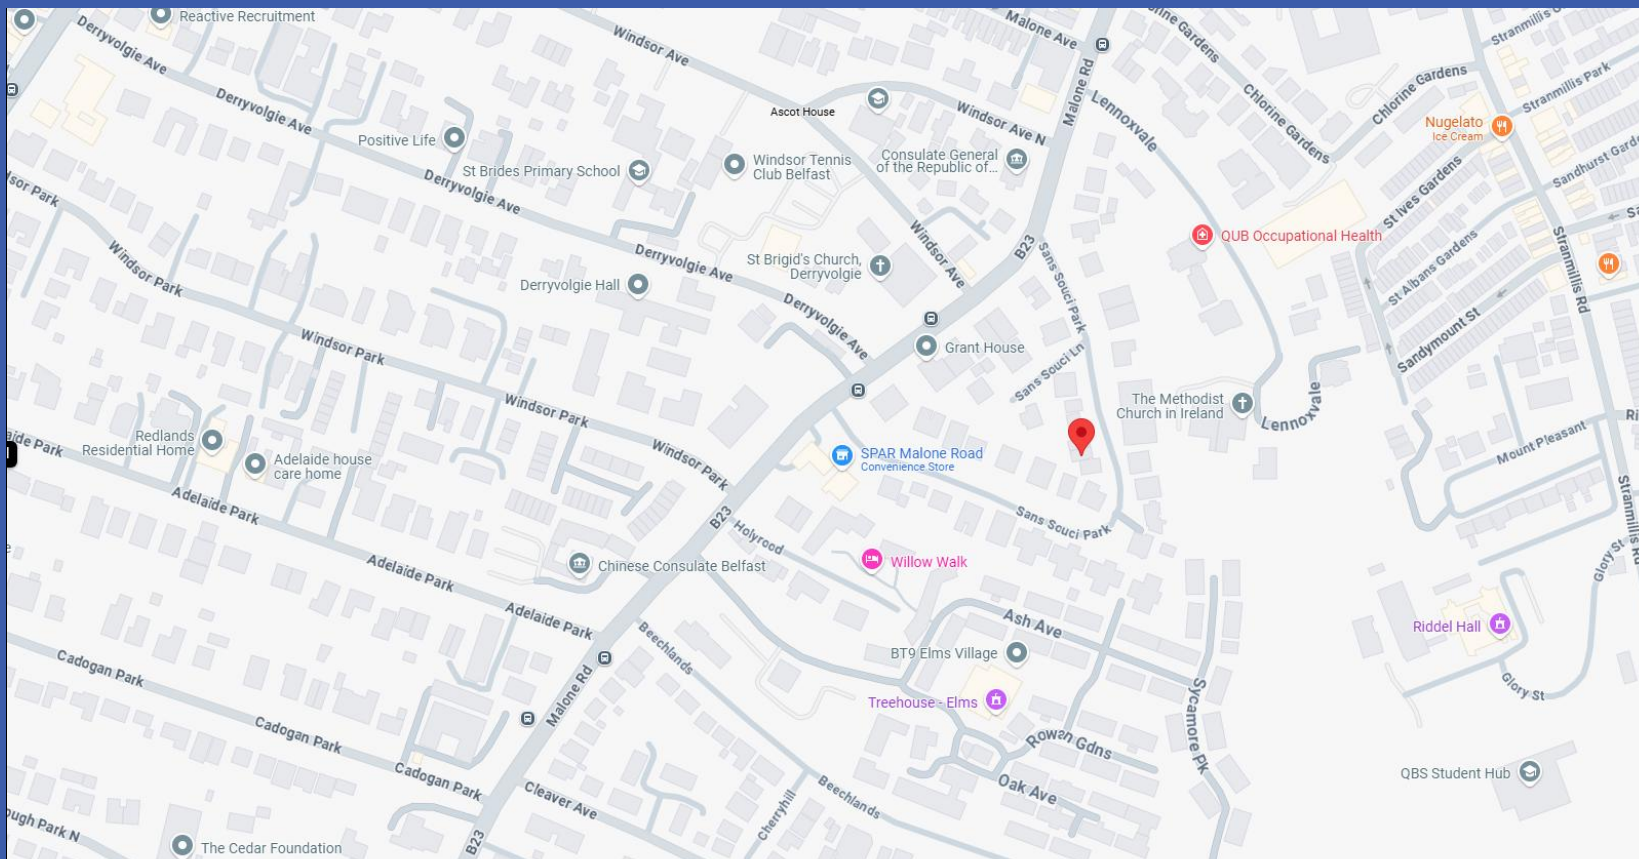 Reactive Recruitment
Derryvolgie Ave
Windsor Ave
Malone Ave
Chlorine Gardens
Malone Rd
Chlorine Gardens
Stranmillis Park
Lennoxvale
Ascot House
Windsor Ave N
Nugelato
Ice Cream
Derryvolgie Ave
Positive Life
St Brides Primary School
Windsor Tennis
Club Belfast
Consulate General
of the Republic of...
Chlorine Gardens
St Ives Gardens
Derryvolgie Ave
Windsor Ave
B23
Sans Souci Park
QUB Occupational Health
St Albans Gardens
Stranmillis Rd
Windsor Park
Derryvolgie Ave
St Brigid's Church,
Derryvolgie
Derryvolgie Hall
Derryvolgie Ave
Sandymount St
Windsor Park
Grant House
Sans Souci Ln
The Methodist
Church in Ireland
Lennoxvale
Windsor Park
Redlands
Residential Home
Adelaide house
care home
Windsor Park
SPAR Malone Road
Convenience Store
Mount Pleasant
Adelaide Park
B23
Holyrood
Sans Souci Park
Stranmillis Rd
Chinese Consulate Belfast
Willow Walk
Adelaide Park
Glory St
Adelaide Park
Ash Ave
Riddel Hall
Beechlands
BT9 Elms Village
Cadogan Park
Malone Rd
Treehouse - Elms
Sycamore Pk
Glory St
Cadogan Park
Rowan Gdns
Cadogan Park
Cleaver Ave
Oak Ave
QBS Student Hub
Beechlands
Cherryhill
B23
The Cedar Foundation